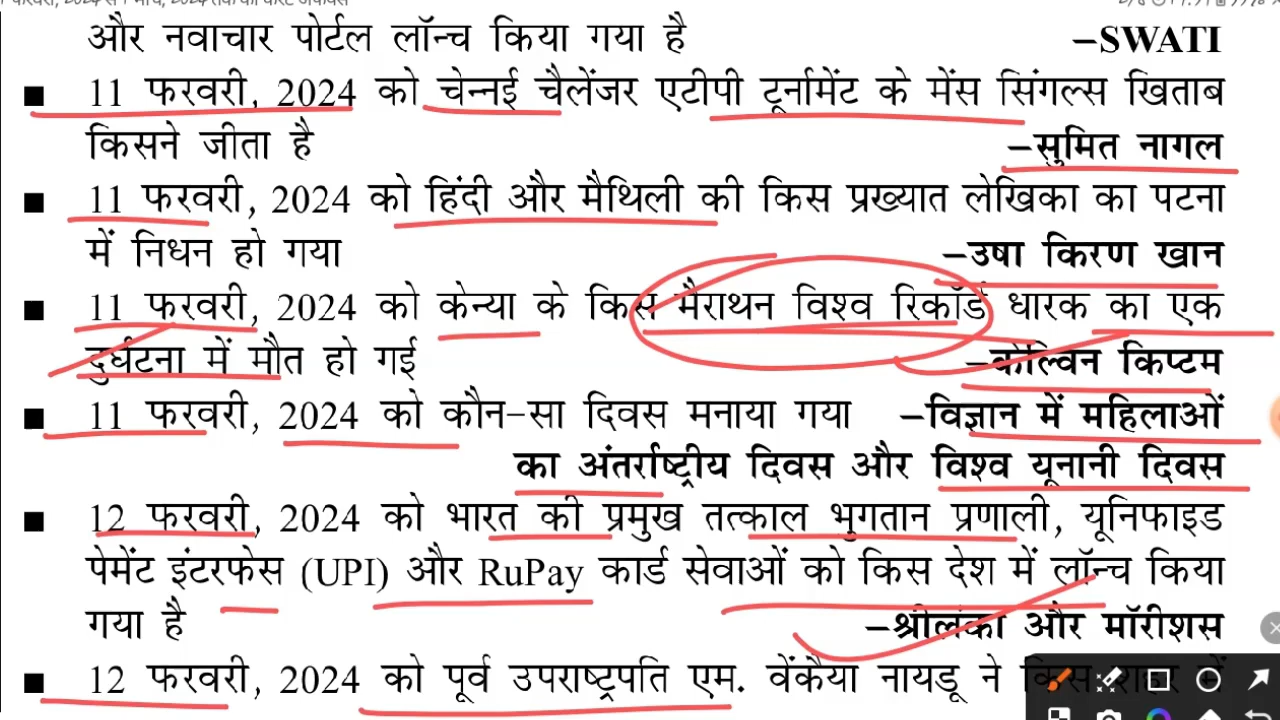 और नवाचार पोर्टल लॉन्च किया गया है –SWATI
■ 11 फरवरी, 2024 को चेन्नई चैलेंजर एटीपी टूर्नामेंट के मेंस सिंगल्स खिताब
किसने जीता है –सुमित नागल
■ 11 फरवरी, 2024 को हिंदी और मैथिली की किस प्रख्यात लेखिका का पटना
में निधन हो गया –उषा किरण खान
■ 11 फरवरी, 2024 को केन्या के किस मैराथन विश्व रिकॉर्ड धारक का एक
दुर्घटना में मौत हो गई –केल्विन किप्टम
■ 11 फरवरी, 2024 को कौन-सा दिवस मनाया गया –विज्ञान में महिलाओं
का अंतर्राष्ट्रीय दिवस और विश्व यूनानी दिवस
■ 12 फरवरी, 2024 को भारत की प्रमुख तत्काल भुगतान प्रणाली, यूनिफाइड
पेमेंट इंटरफेस (UPI) और RuPay कार्ड सेवाओं को किस देश में लॉन्च किया
गया है –श्रीलंका और मॉरीशस
■ 12 फरवरी, 2024 को पूर्व उपराष्ट्रपति एम. वेंकैया नायडू ने किस शहर में